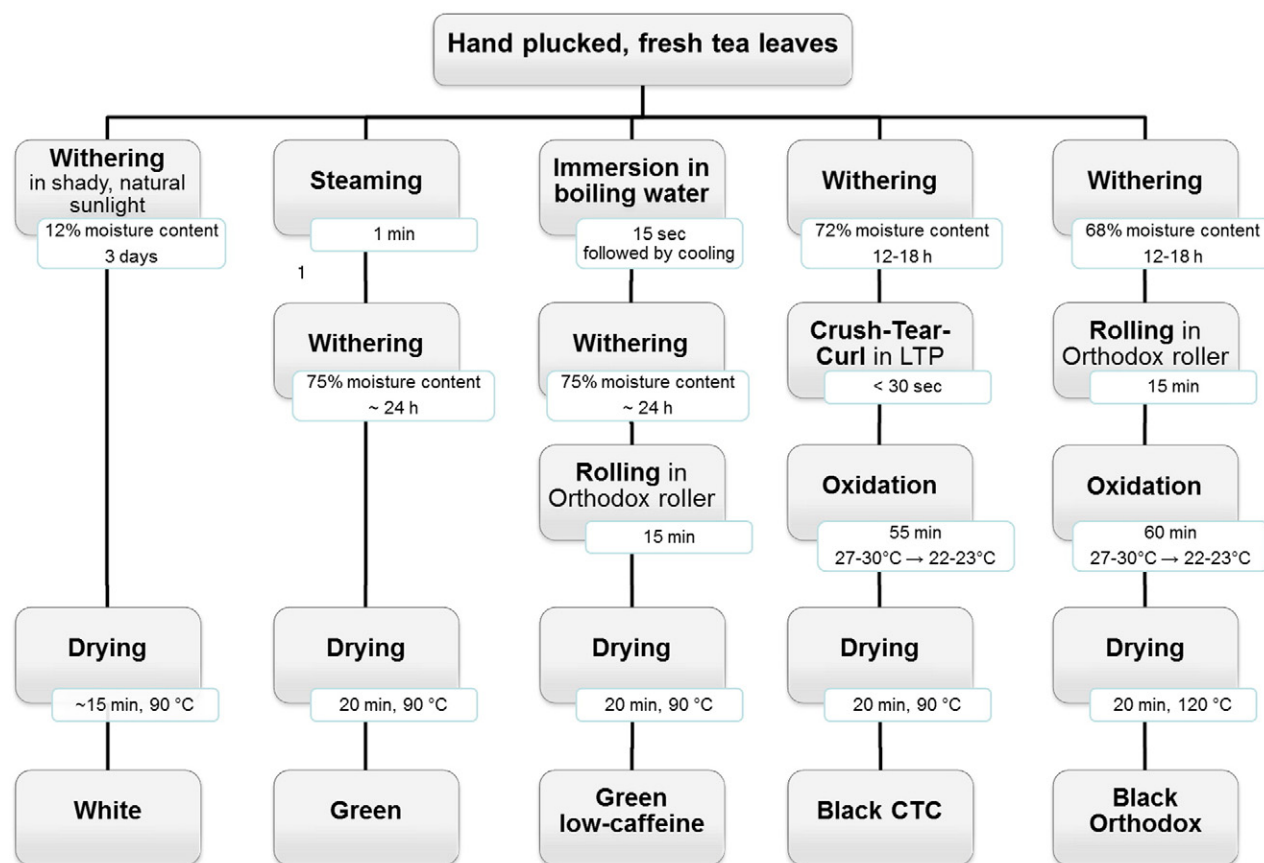 Hand plucked, fresh tea leaves
Withering
in shady, natural
sunlight
12% moisture content
3 days
Drying
~15 min, 90 °C
White
Steaming
1 min
1
Withering
75% moisture content
~ 24 h
Drying
20 min, 90 °C
Green
Immersion in
boiling water
15 sec
followed by cooling
Withering
75% moisture content
~ 24 h
Rolling in
Orthodox roller
15 min
Drying
20 min, 90 °C
Green
low-caffeine
Withering
72% moisture content
12-18 h
Crush-Tear-
Curl in LTP
< 30 sec
Oxidation
55 min
27-30°C → 22-23°C
Drying
20 min, 90 °C
Black CTC
Withering
68% moisture content
12-18 h
Rolling in
Orthodox roller
15 min
Oxidation
60 min
27-30°C → 22-23°C
Drying
20 min, 120 °C
Black
Orthodox